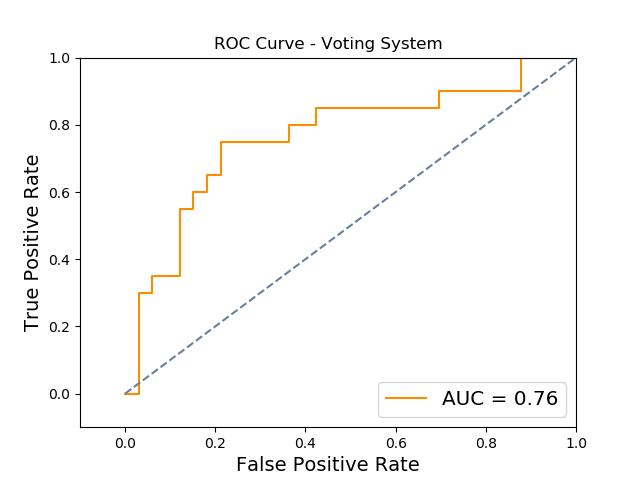 ROC Curve - Voting System
True Positive Rate
1.0
0.8
0.6
0.4
0.2
0.0
AUC = 0.76
0.0 0.2 0.4 0.6 0.8 1.0
False Positive Rate